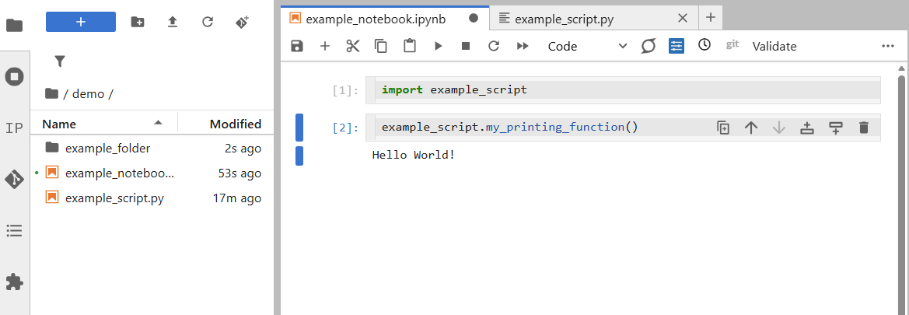 example_notebook.ipynb
example_script.py
Code
git
Validate
IP
/ demo /
Name
Modified
example_folder
2s ago
example_noteboo...
53s ago
example_script.py
17m ago
[1]:
import example_script
[2]:
example_script.my_printing_function()
Hello World!